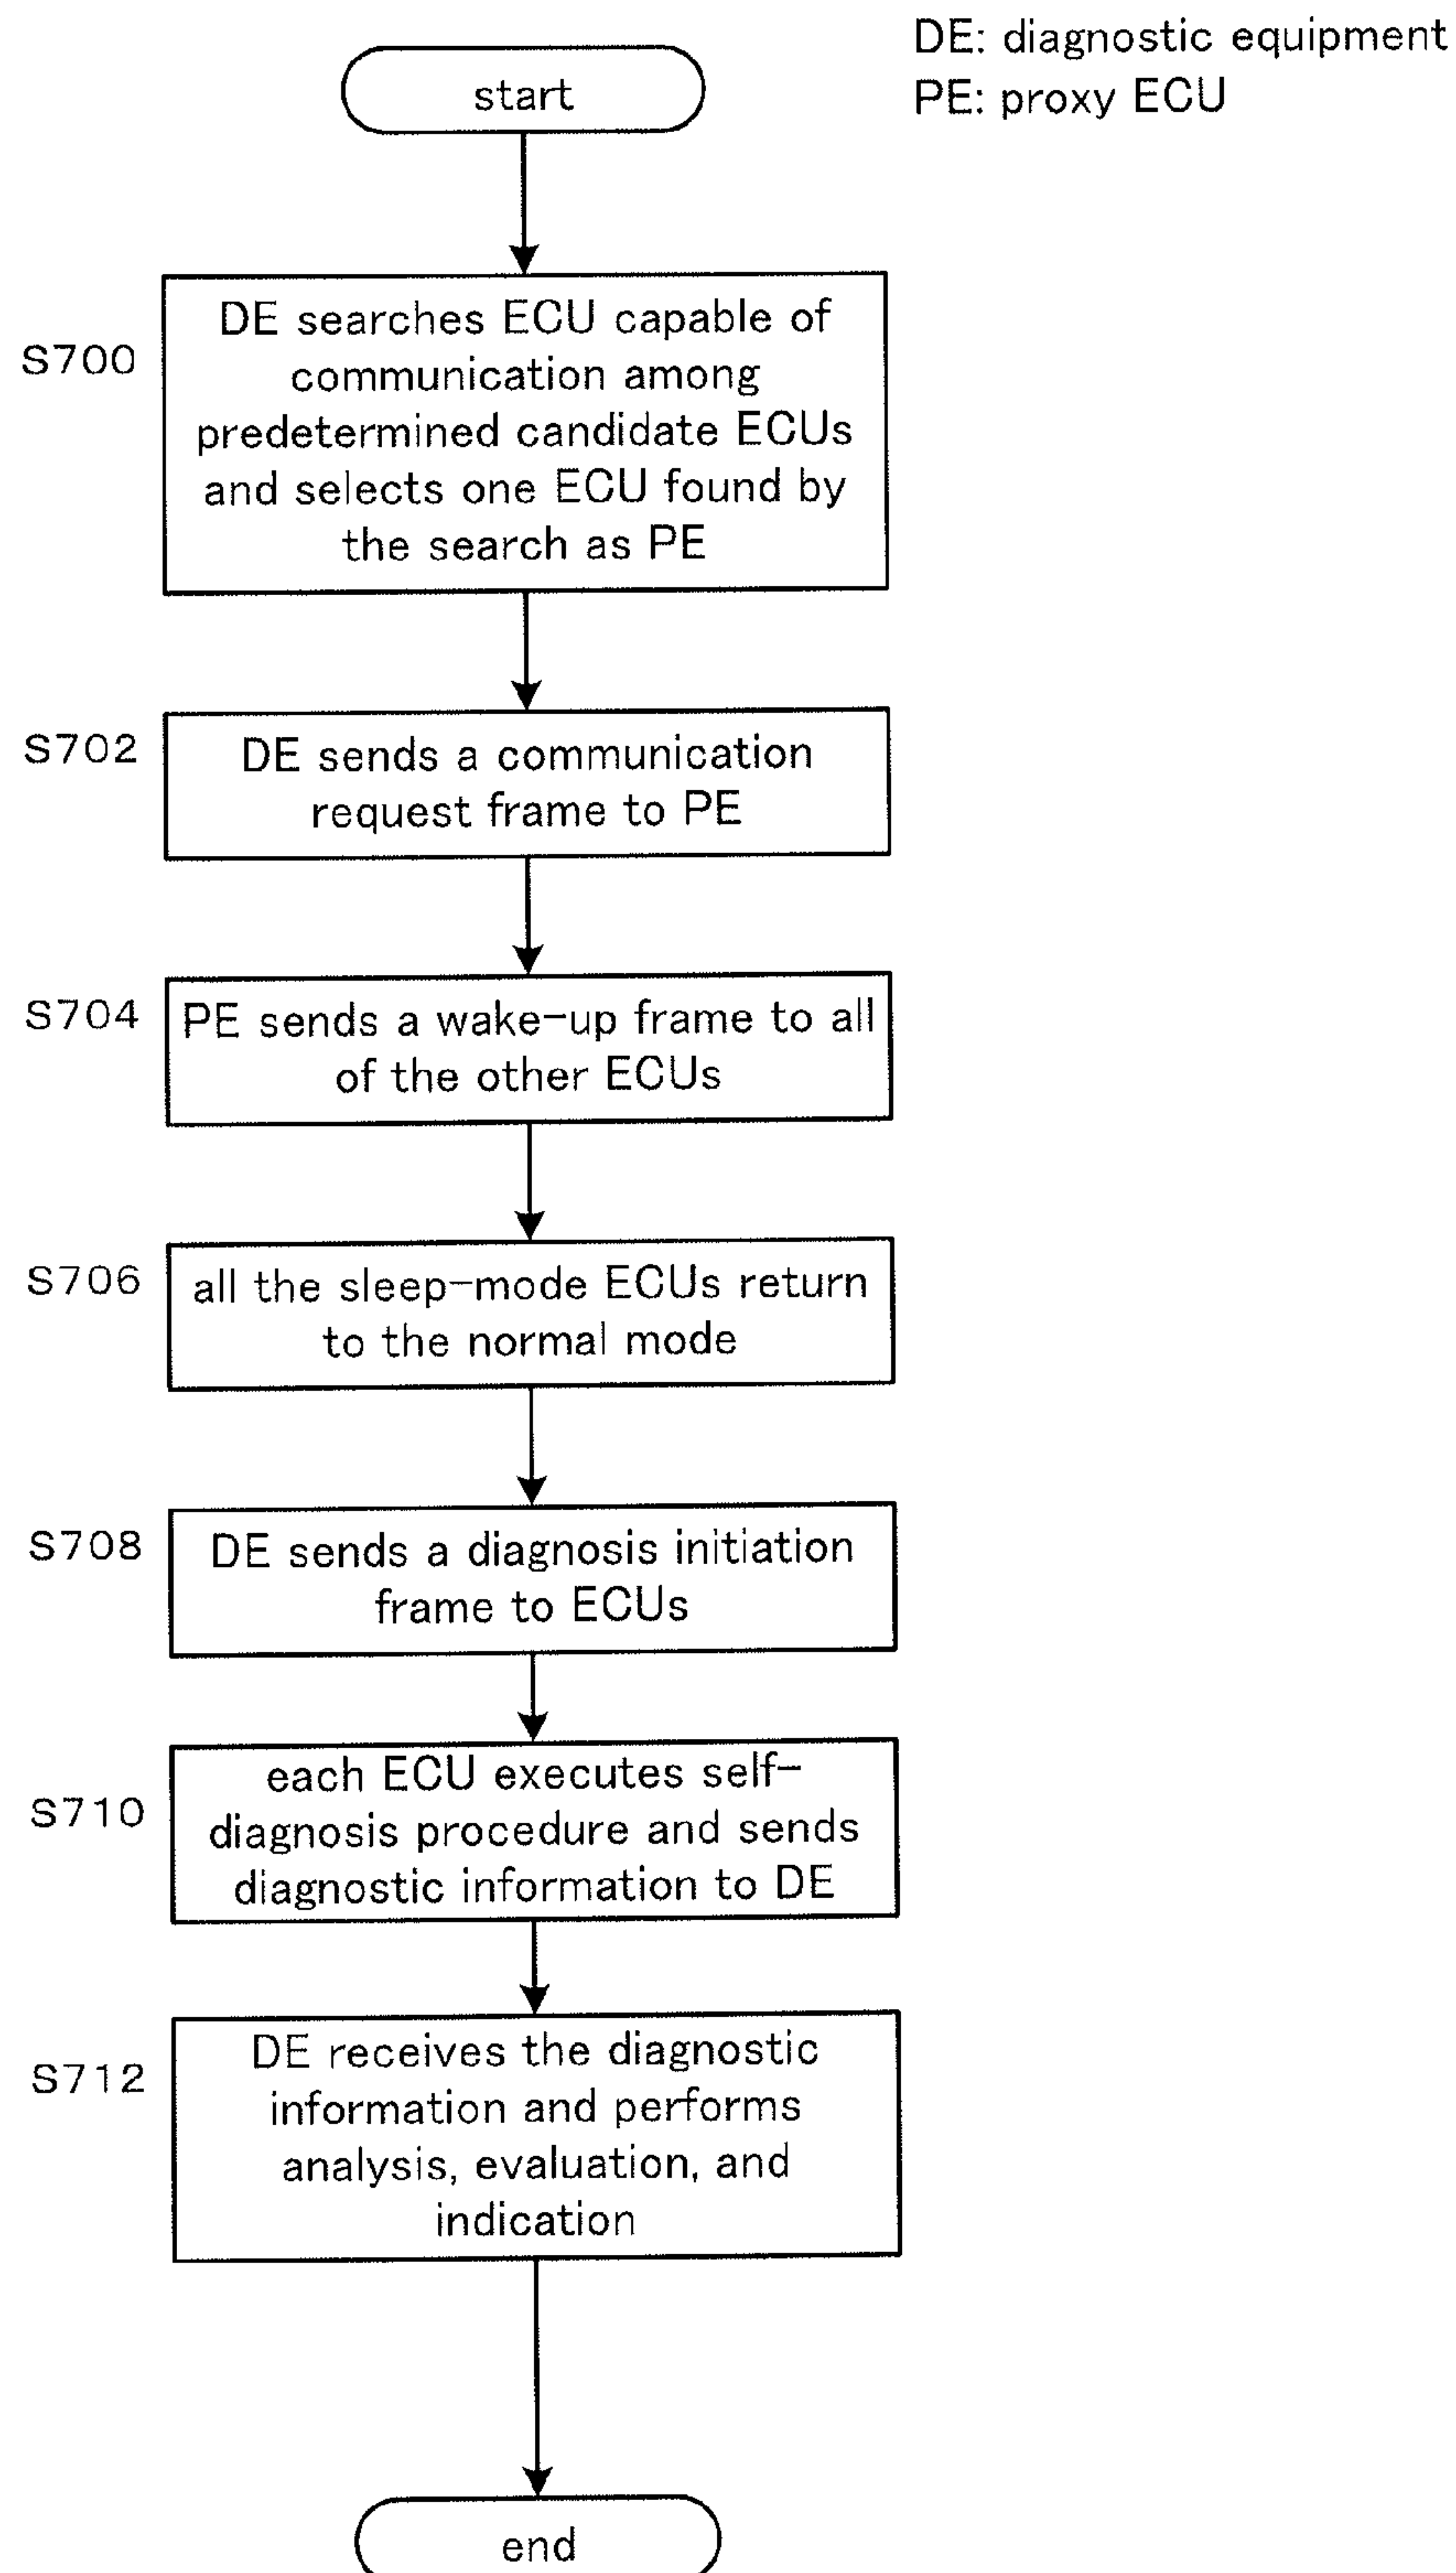 DE: diagnostic equipment
PE: proxy ECU
start
S700
DE searches ECU capable of
communication among
predetermined candidate ECUs
and selects one ECU found by
the search as PE
S702
DE sends a communication
request frame to PE
S704
PE sends a wake-up frame to all
of the other ECUs
S706
all the sleep-mode ECUs return
to the normal mode
S708
DE sends a diagnosis initiation
frame to ECUs
S710
each ECU executes self-
diagnosis procedure and sends
diagnostic information to DE
S712
DE receives the diagnostic
information and performs
analysis, evaluation, and
indication
end